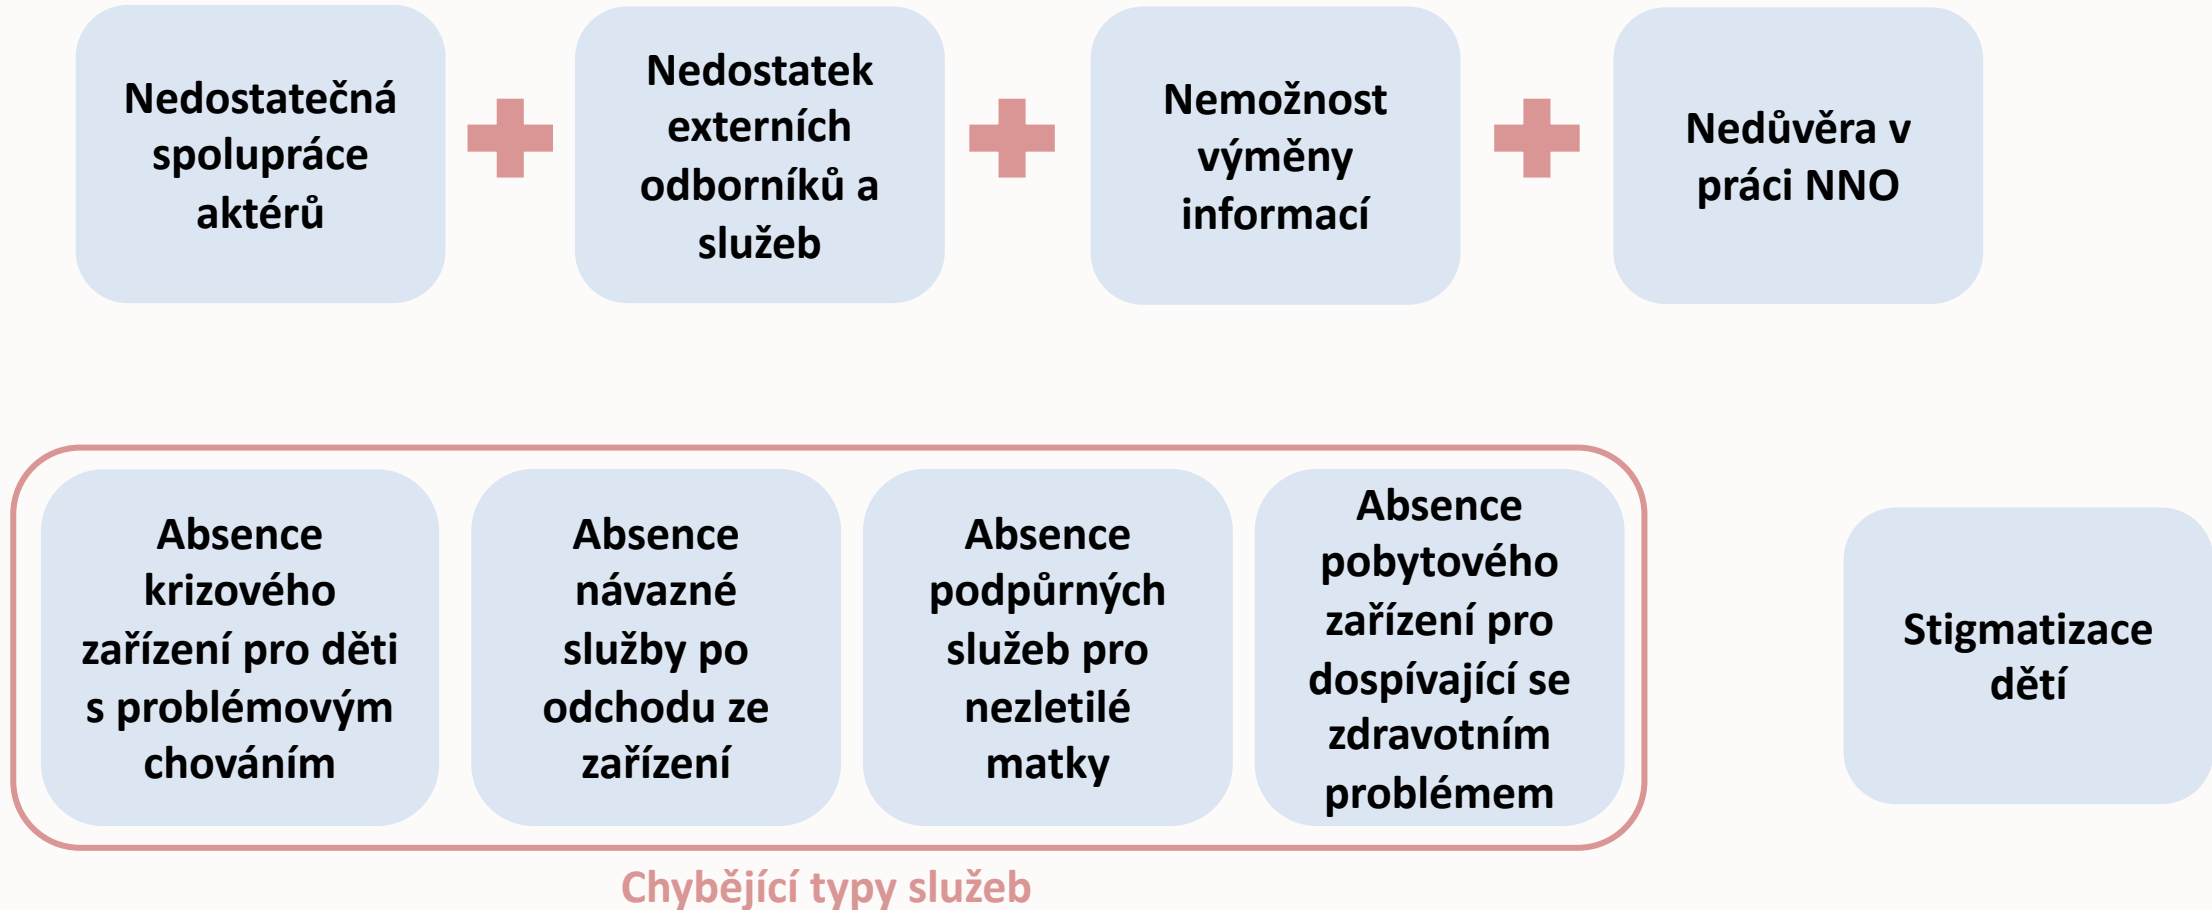 Nedostatečná
spolupráce
aktérů
Nedostatek
externích
odborníků a
služeb
Nemožnost
výměny
informací
Nedůvěra v
práci NNO
Absence
krizového
zařízení pro děti
s problémovým
chováním
Absence
návazné
služby po
odchodu ze
zařízení
Absence
podpůrných
služeb pro
nezletilé
matky
Absence
pobytového
zařízení pro
dospívající se
zdravotním
problémem
Stigmatizace
dětí
Chybějící typy služeb